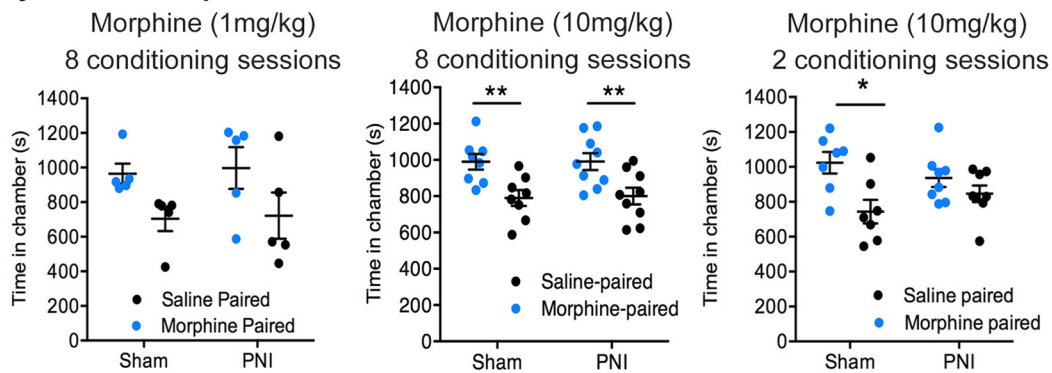 Morphine (1mg/kg)
8 conditioning sessions
Time in chamber (s)
1400
1200
1000
800
600
400
200
0
Saline Paired
Morphine Paired
Sham
PNI
Morphine (10mg/kg)
8 conditioning sessions
Time in chamber (s)
1400
1200
1000
800
600
400
200
0
**
**
Saline-paired
Morphine-paired
Sham
PNI
Morphine (10mg/kg)
2 conditioning sessions
Time in chamber (s)
1400
1200
1000
800
600
400
200
0
*
Saline paired
Morphine paired
Sham
PNI